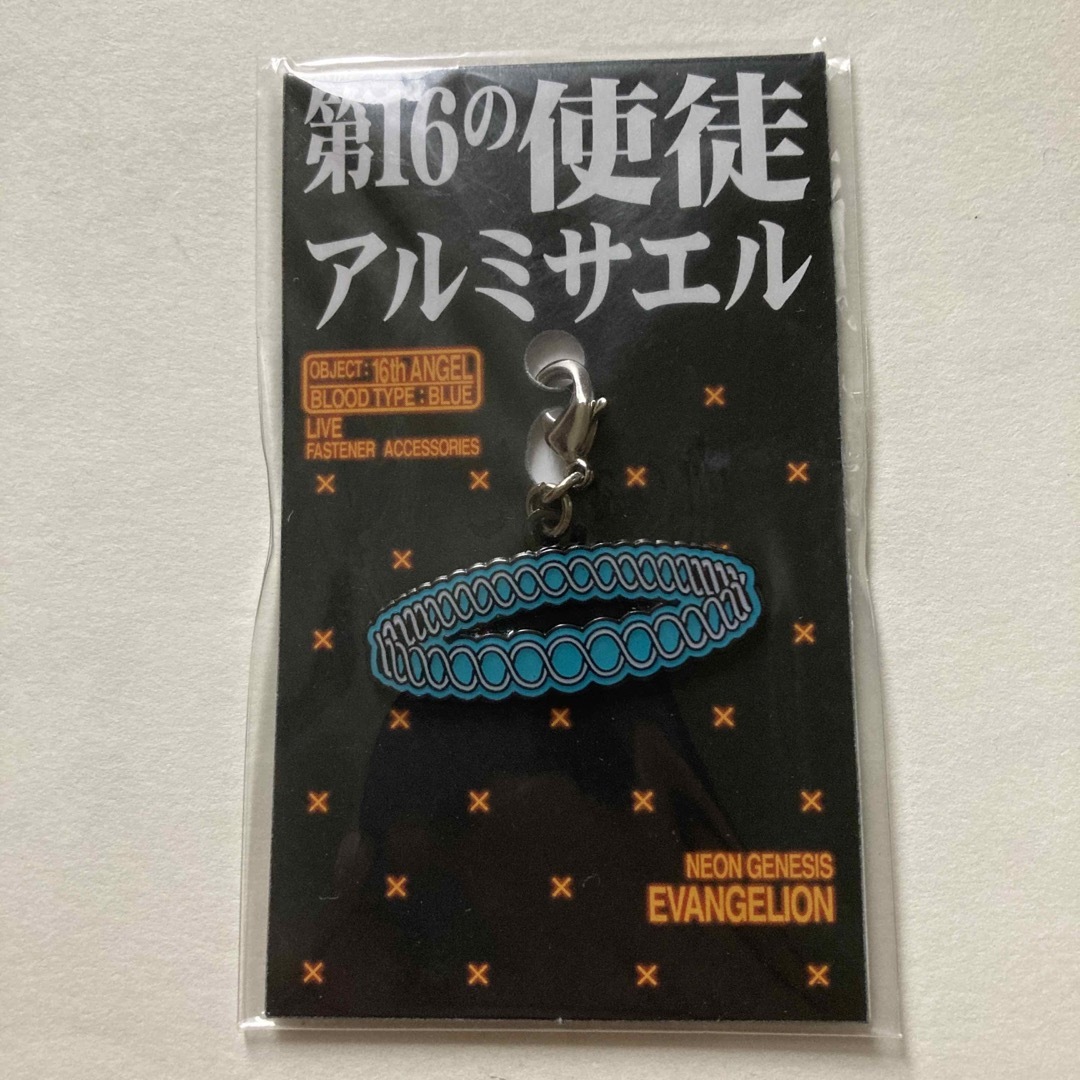 第16の使徒
アルミサエル
OBJECT : 16th ANGEL
BLOOD TYPE : BLUE
LIVE
FASTENER ACCESSORIES
NEON GENESIS
EVANGELION